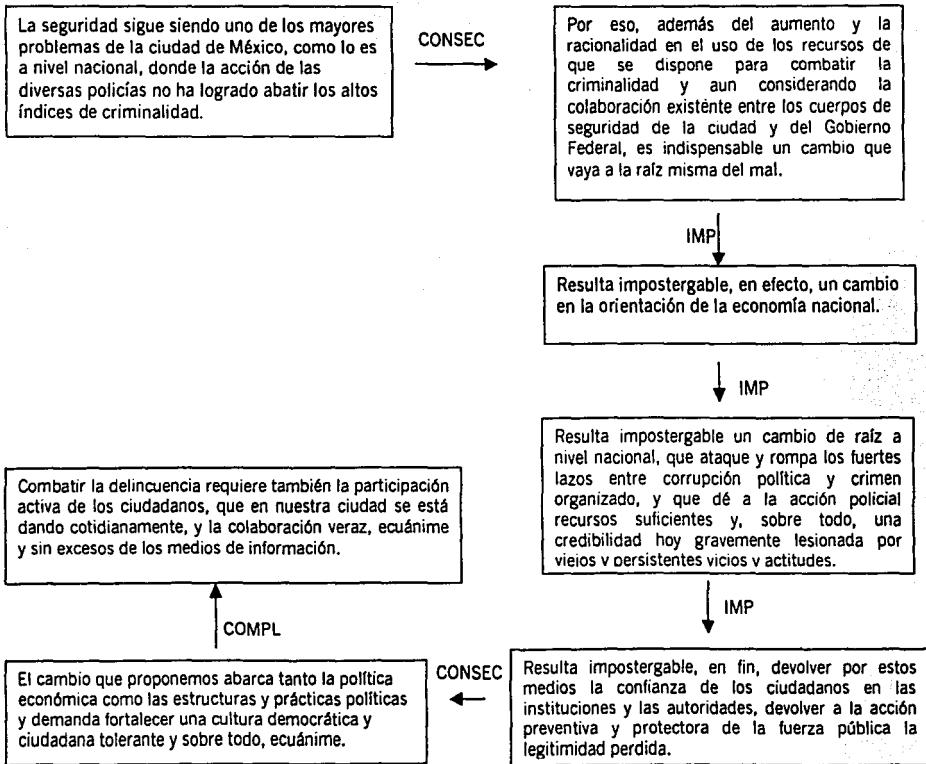 La seguridad sigue siendo uno de los mayores
problemas de la ciudad de México, como lo es
a nivel nacional, donde la acción de las
diversas policías no ha logrado abatir los altos
índices de criminalidad.
CONSEC
Por eso, además del aumento y la
racionalidad en el uso de los recursos de
que se dispone para combatir la
criminalidad y aun considerando la
colaboración existente entre los cuerpos de
seguridad de la ciudad y del Gobierno
Federal, es indispensable un cambio que
vaya a la raíz misma del mal.
IMP
Resulta impostergable, en efecto, un cambio
en la orientación de la economía nacional.
IMP
Resulta impostergable un cambio de raíz a
nivel nacional, que ataque y rompa los fuertes
lazos entre corrupción política y crimen
organizado, y que dé a la acción policial
recursos suficientes y, sobre todo, una
credibilidad hoy gravemente lesionada por
viejos y persistentes vicios y actitudes.
IMP
Resulta impostergable, en fin, devolver por estos
medios la confianza de los ciudadanos en las
instituciones y las autoridades, devolver a la acción
preventiva y protectora de la fuerza pública la
legitimidad perdida.
CONSEC
El cambio que proponemos abarca tanto la política
económica como las estructuras y prácticas políticas
y demanda fortalecer una cultura democrática y
ciudadana tolerante y sobre todo, ecuánime.
COMPL
Combatir la delincuencia requiere también la participación
activa de los ciudadanos, que en nuestra ciudad se está
dando cotidianamente, y la colaboración veraz, ecuánime
y sin excesos de los medios de información.